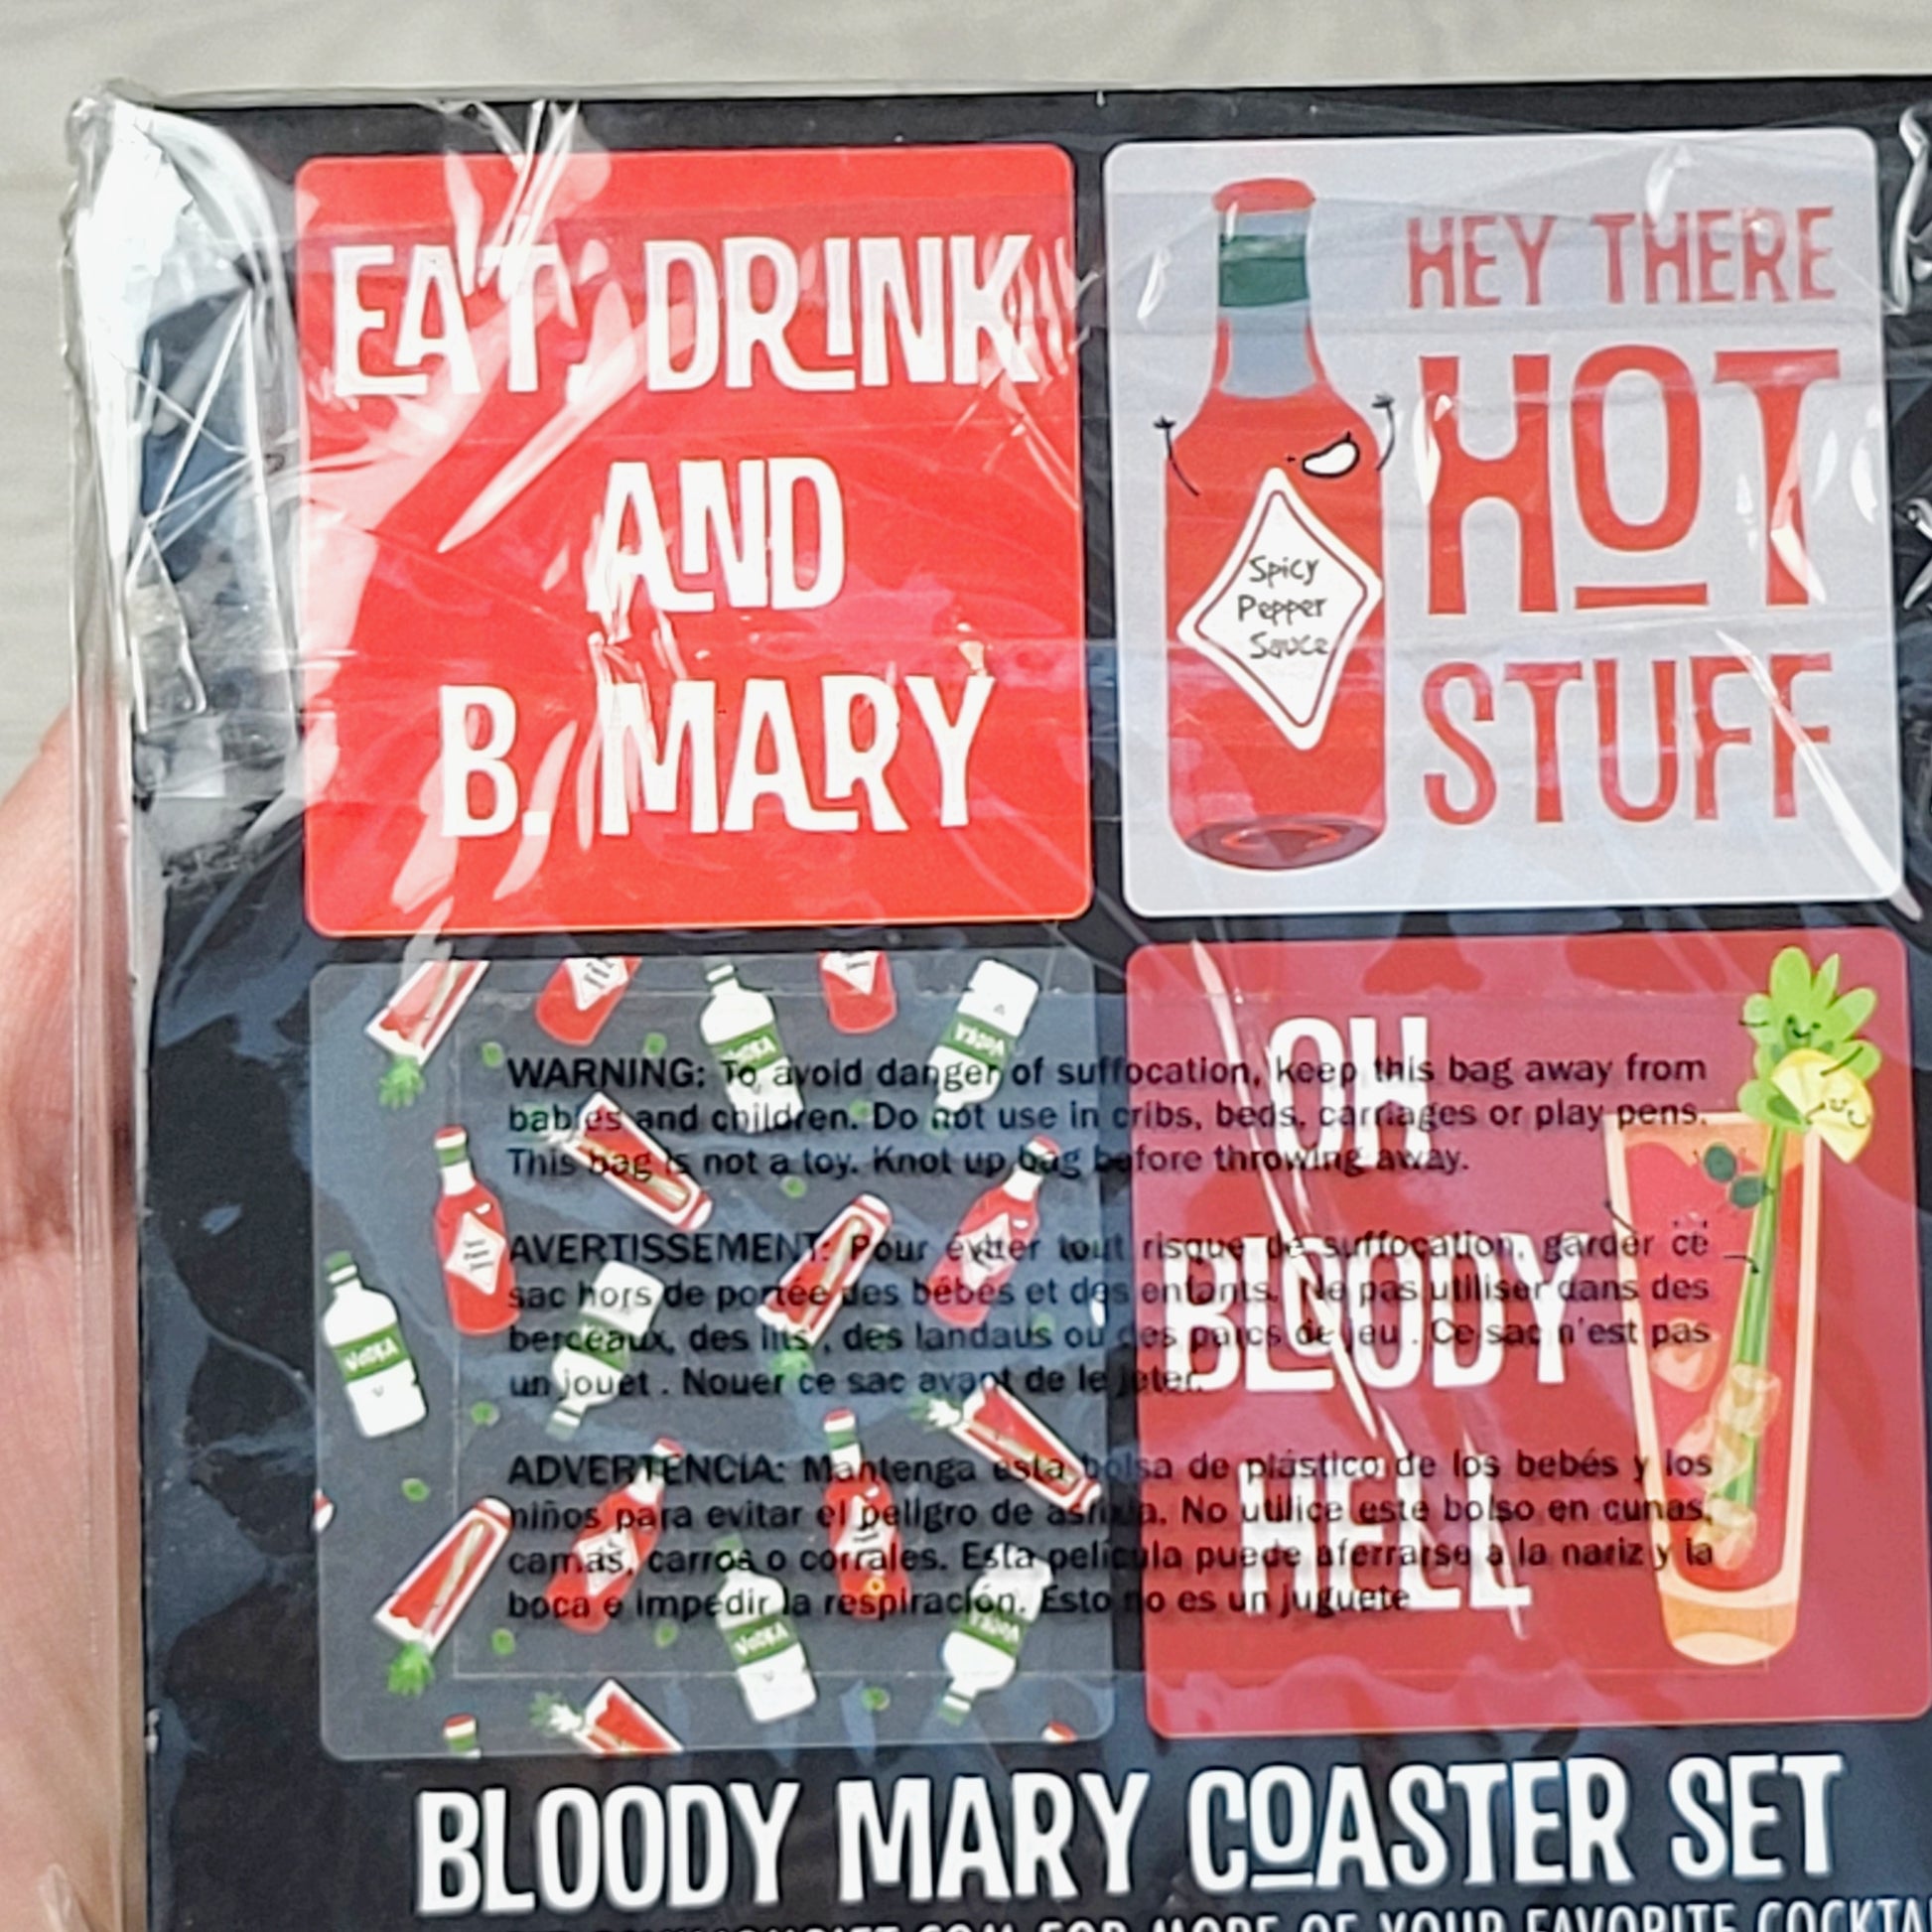 EAT, DRINK
AND
B. MARY
HEY THERE
HOT
STUFF
Spicy
Pepper
Sauce
OH
BLOODY
HELL
VODKA
WARNING: To avoid danger of suffocation, keep this bag away from
babies and children. Do not use in cribs, beds, carriages or play pens.
This bag is not a toy. Knot up bag before throwing away.
AVERTISSEMENT: Pour éviter tout risque de suffocation, garder ce
sac hors de portée des bébés et des enfants. Ne pas utiliser dans des
berceaux, des lits , des landaus ou des parcs de jeu . Ce sac n'est pas
un jouet . Nouer ce sac avant de le jeter.
ADVERTENCIA: Mantenga esta bolsa de plástico de los bebés y los
niños para evitar el peligro de asfixia. No utilice este bolso en cunas,
camas, carros o corrales. Esta película puede aferrarse a la nariz y la
boca e impedir la respiración. Esto no es un juguete
BLOODY MARY COASTER SET
FOR MORE OF YOUR FAVORITE